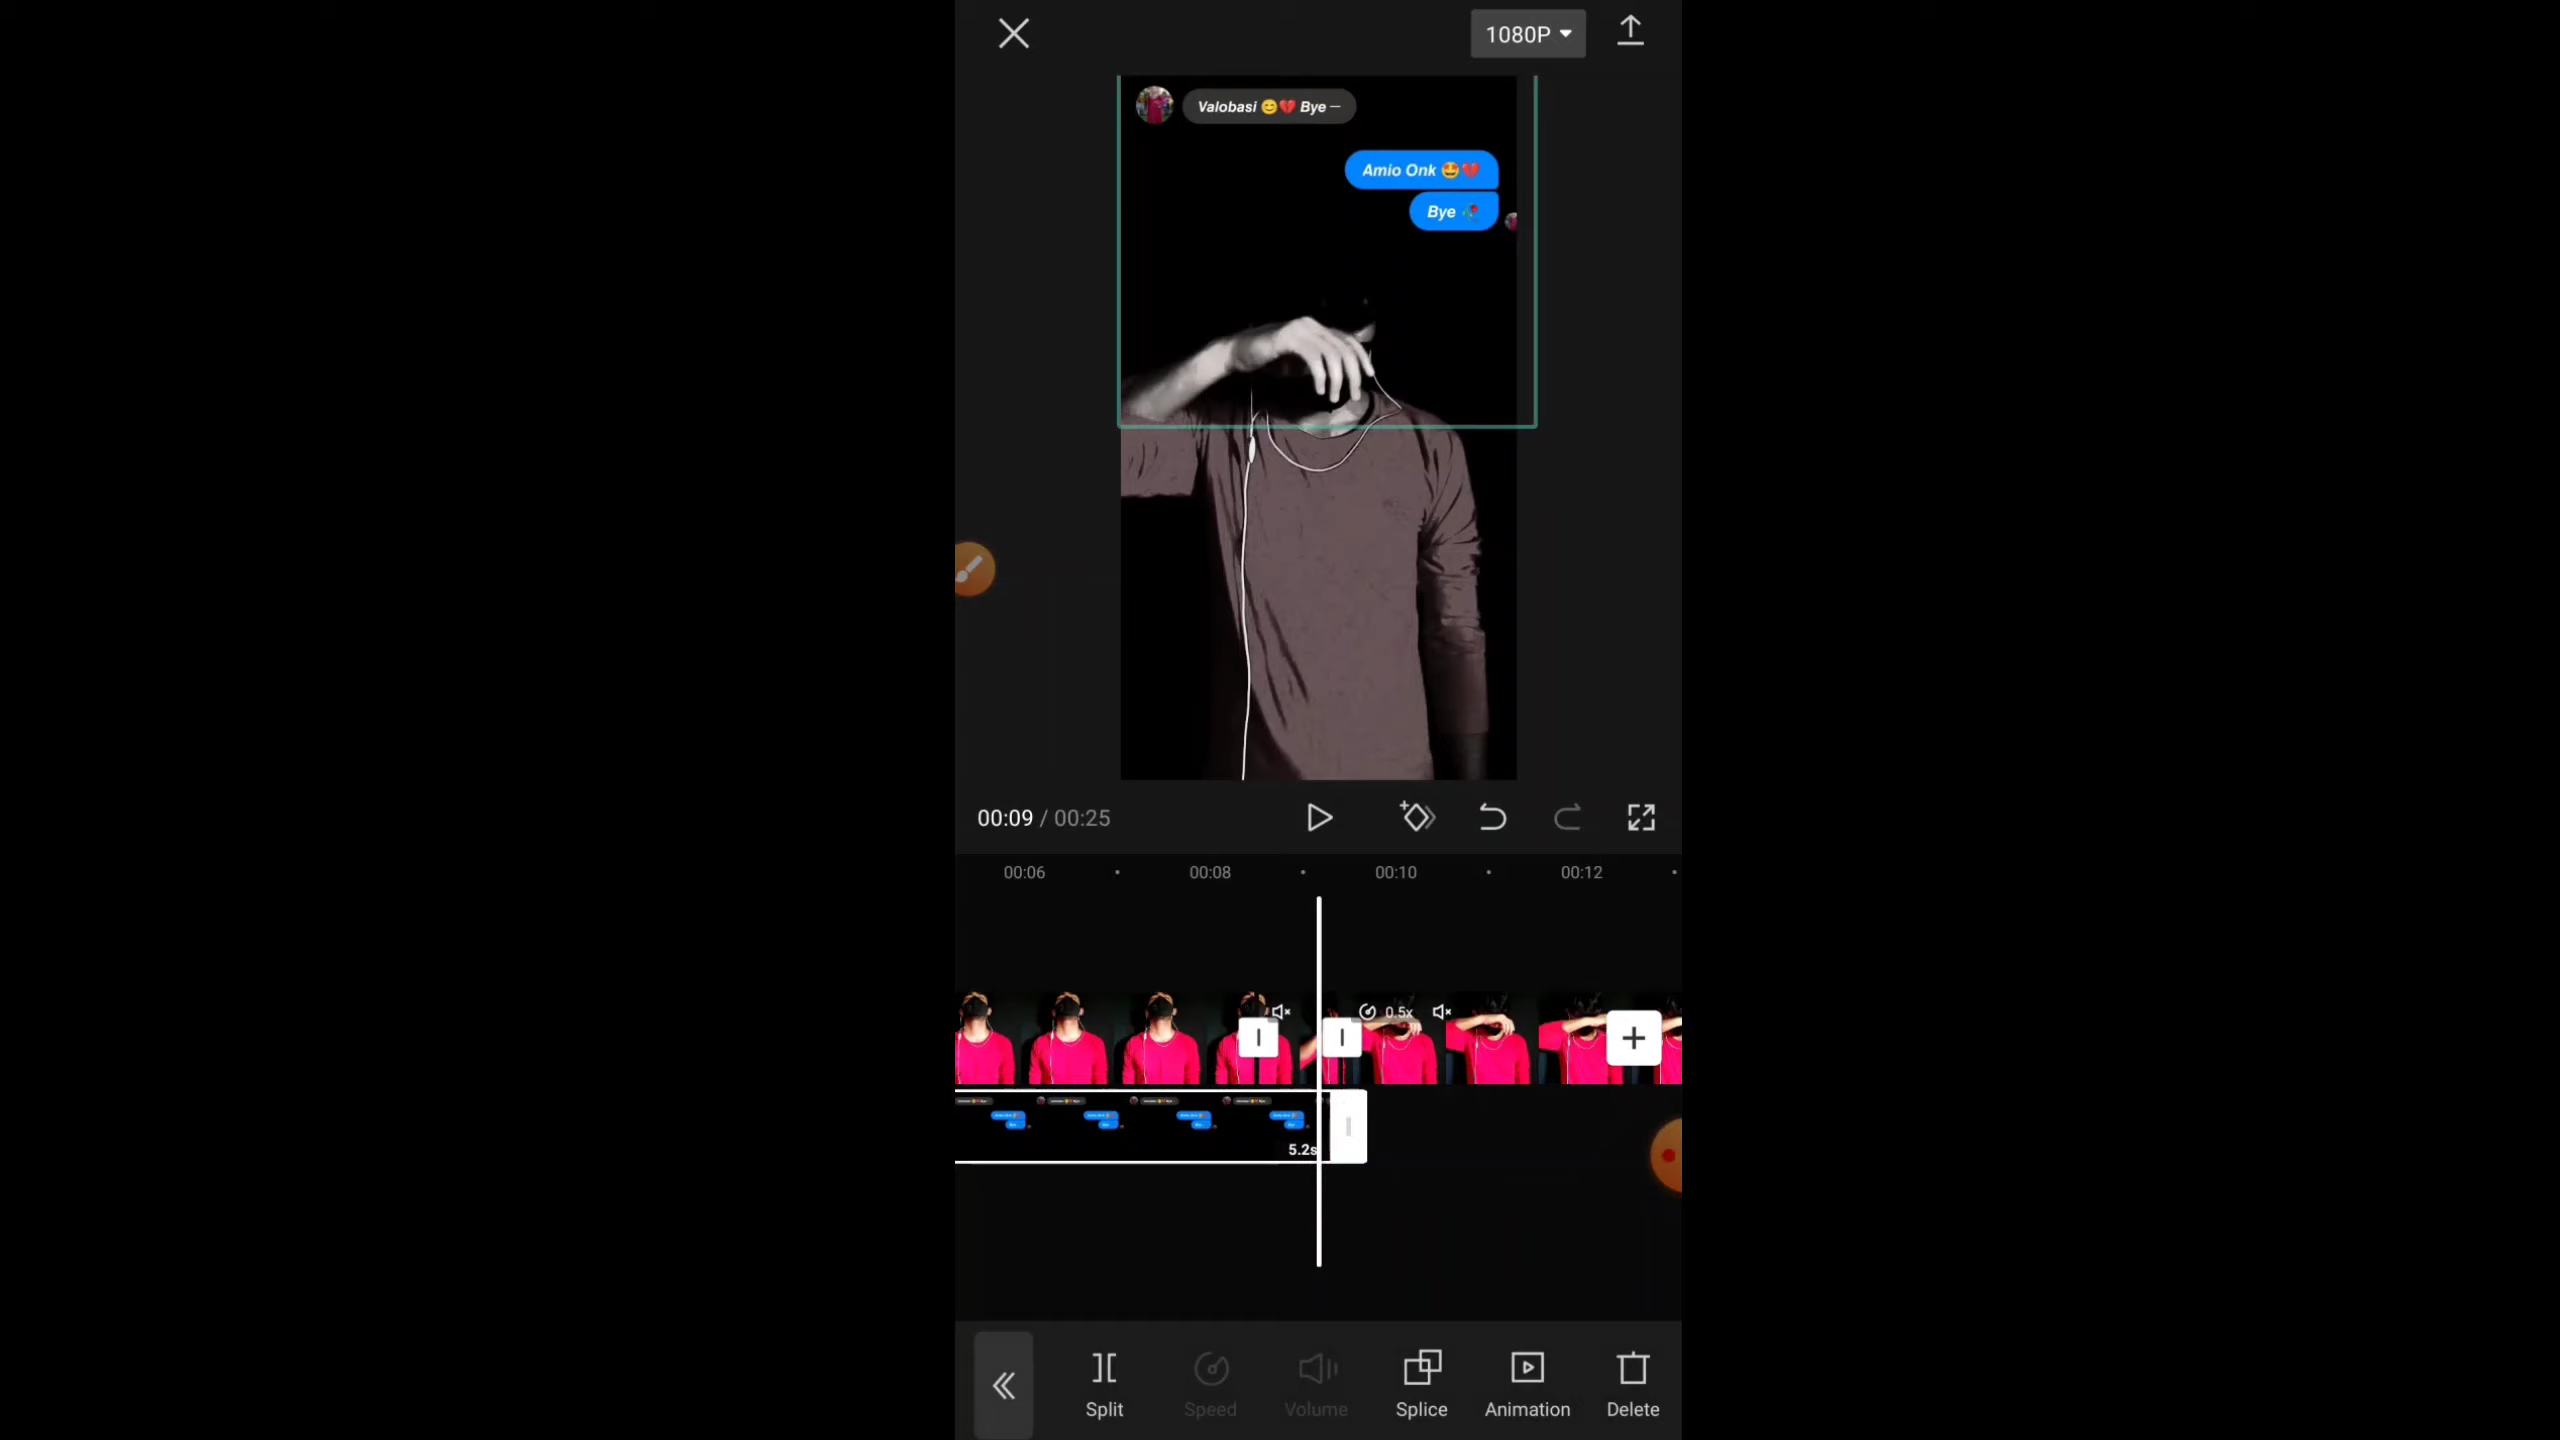 1080P
Valobasi 😊💔 Bye —
Amio Onk 🤩💔
Bye 🥀
00:09 / 00:25
00:06 00:08 00:10 00:12
0.5x
5.2s
Split Speed Volume Splice Animation Delete